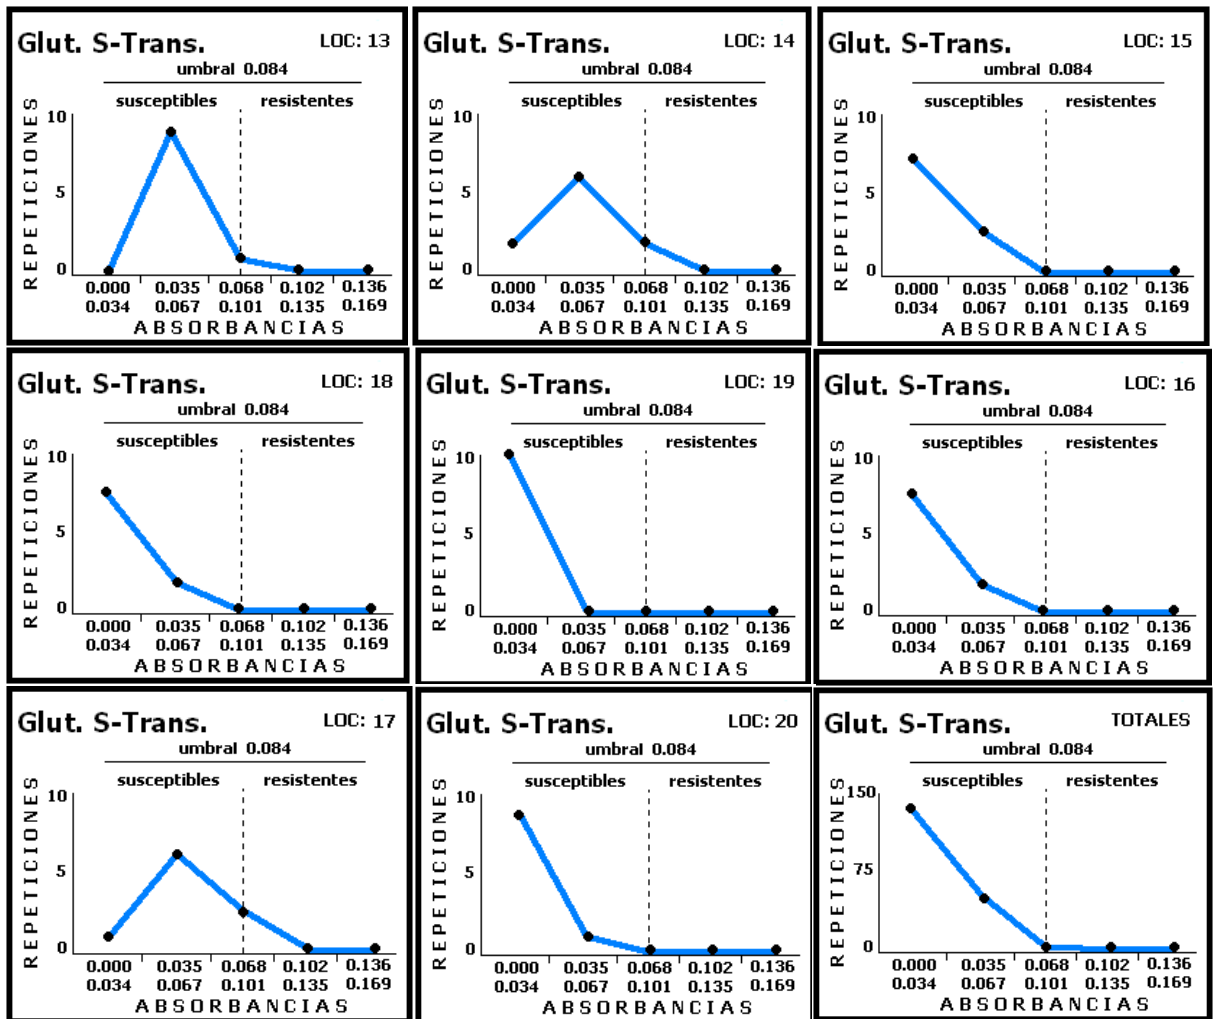 Glut. S-Trans. LOC: 13
umbral 0.084
susceptibles resistentes
REPETICIONES
10
5
0
0.000 0.035 0.068 0.102 0.136
0.034 0.067 0.101 0.135 0.169
ABSORBANCIAS
Glut. S-Trans. LOC: 14
umbral 0.084
susceptibles resistentes
REPETICIONES
10
5
0
0.000 0.035 0.068 0.102 0.136
0.034 0.067 0.101 0.135 0.169
ABSORBANCIAS
Glut. S-Trans. LOC: 15
umbral 0.084
susceptibles resistentes
REPETICIONES
10
5
0
0.000 0.035 0.068 0.102 0.136
0.034 0.067 0.101 0.135 0.169
ABSORBANCIAS
Glut. S-Trans. LOC: 18
umbral 0.084
susceptibles resistentes
REPETICIONES
10
5
0
0.000 0.035 0.068 0.102 0.136
0.034 0.067 0.101 0.135 0.169
ABSORBANCIAS
Glut. S-Trans. LOC: 19
umbral 0.084
susceptibles resistentes
REPETICIONES
10
5
0
0.000 0.035 0.068 0.102 0.136
0.034 0.067 0.101 0.135 0.169
ABSORBANCIAS
Glut. S-Trans. LOC: 16
umbral 0.084
susceptibles resistentes
REPETICIONES
10
5
0
0.000 0.035 0.068 0.102 0.136
0.034 0.067 0.101 0.135 0.169
ABSORBANCIAS
Glut. S-Trans. LOC: 17
umbral 0.084
susceptibles resistentes
REPETICIONES
10
5
0
0.000 0.035 0.068 0.102 0.136
0.034 0.067 0.101 0.135 0.169
ABSORBANCIAS
Glut. S-Trans. LOC: 20
umbral 0.084
susceptibles resistentes
REPETICIONES
10
5
0
0.000 0.035 0.068 0.102 0.136
0.034 0.067 0.101 0.135 0.169
ABSORBANCIAS
Glut. S-Trans. TOTALES
umbral 0.084
susceptibles resistentes
REPETICIONES
150
75
0
0.000 0.035 0.068 0.102 0.136
0.034 0.067 0.101 0.135 0.169
ABSORBANCIAS